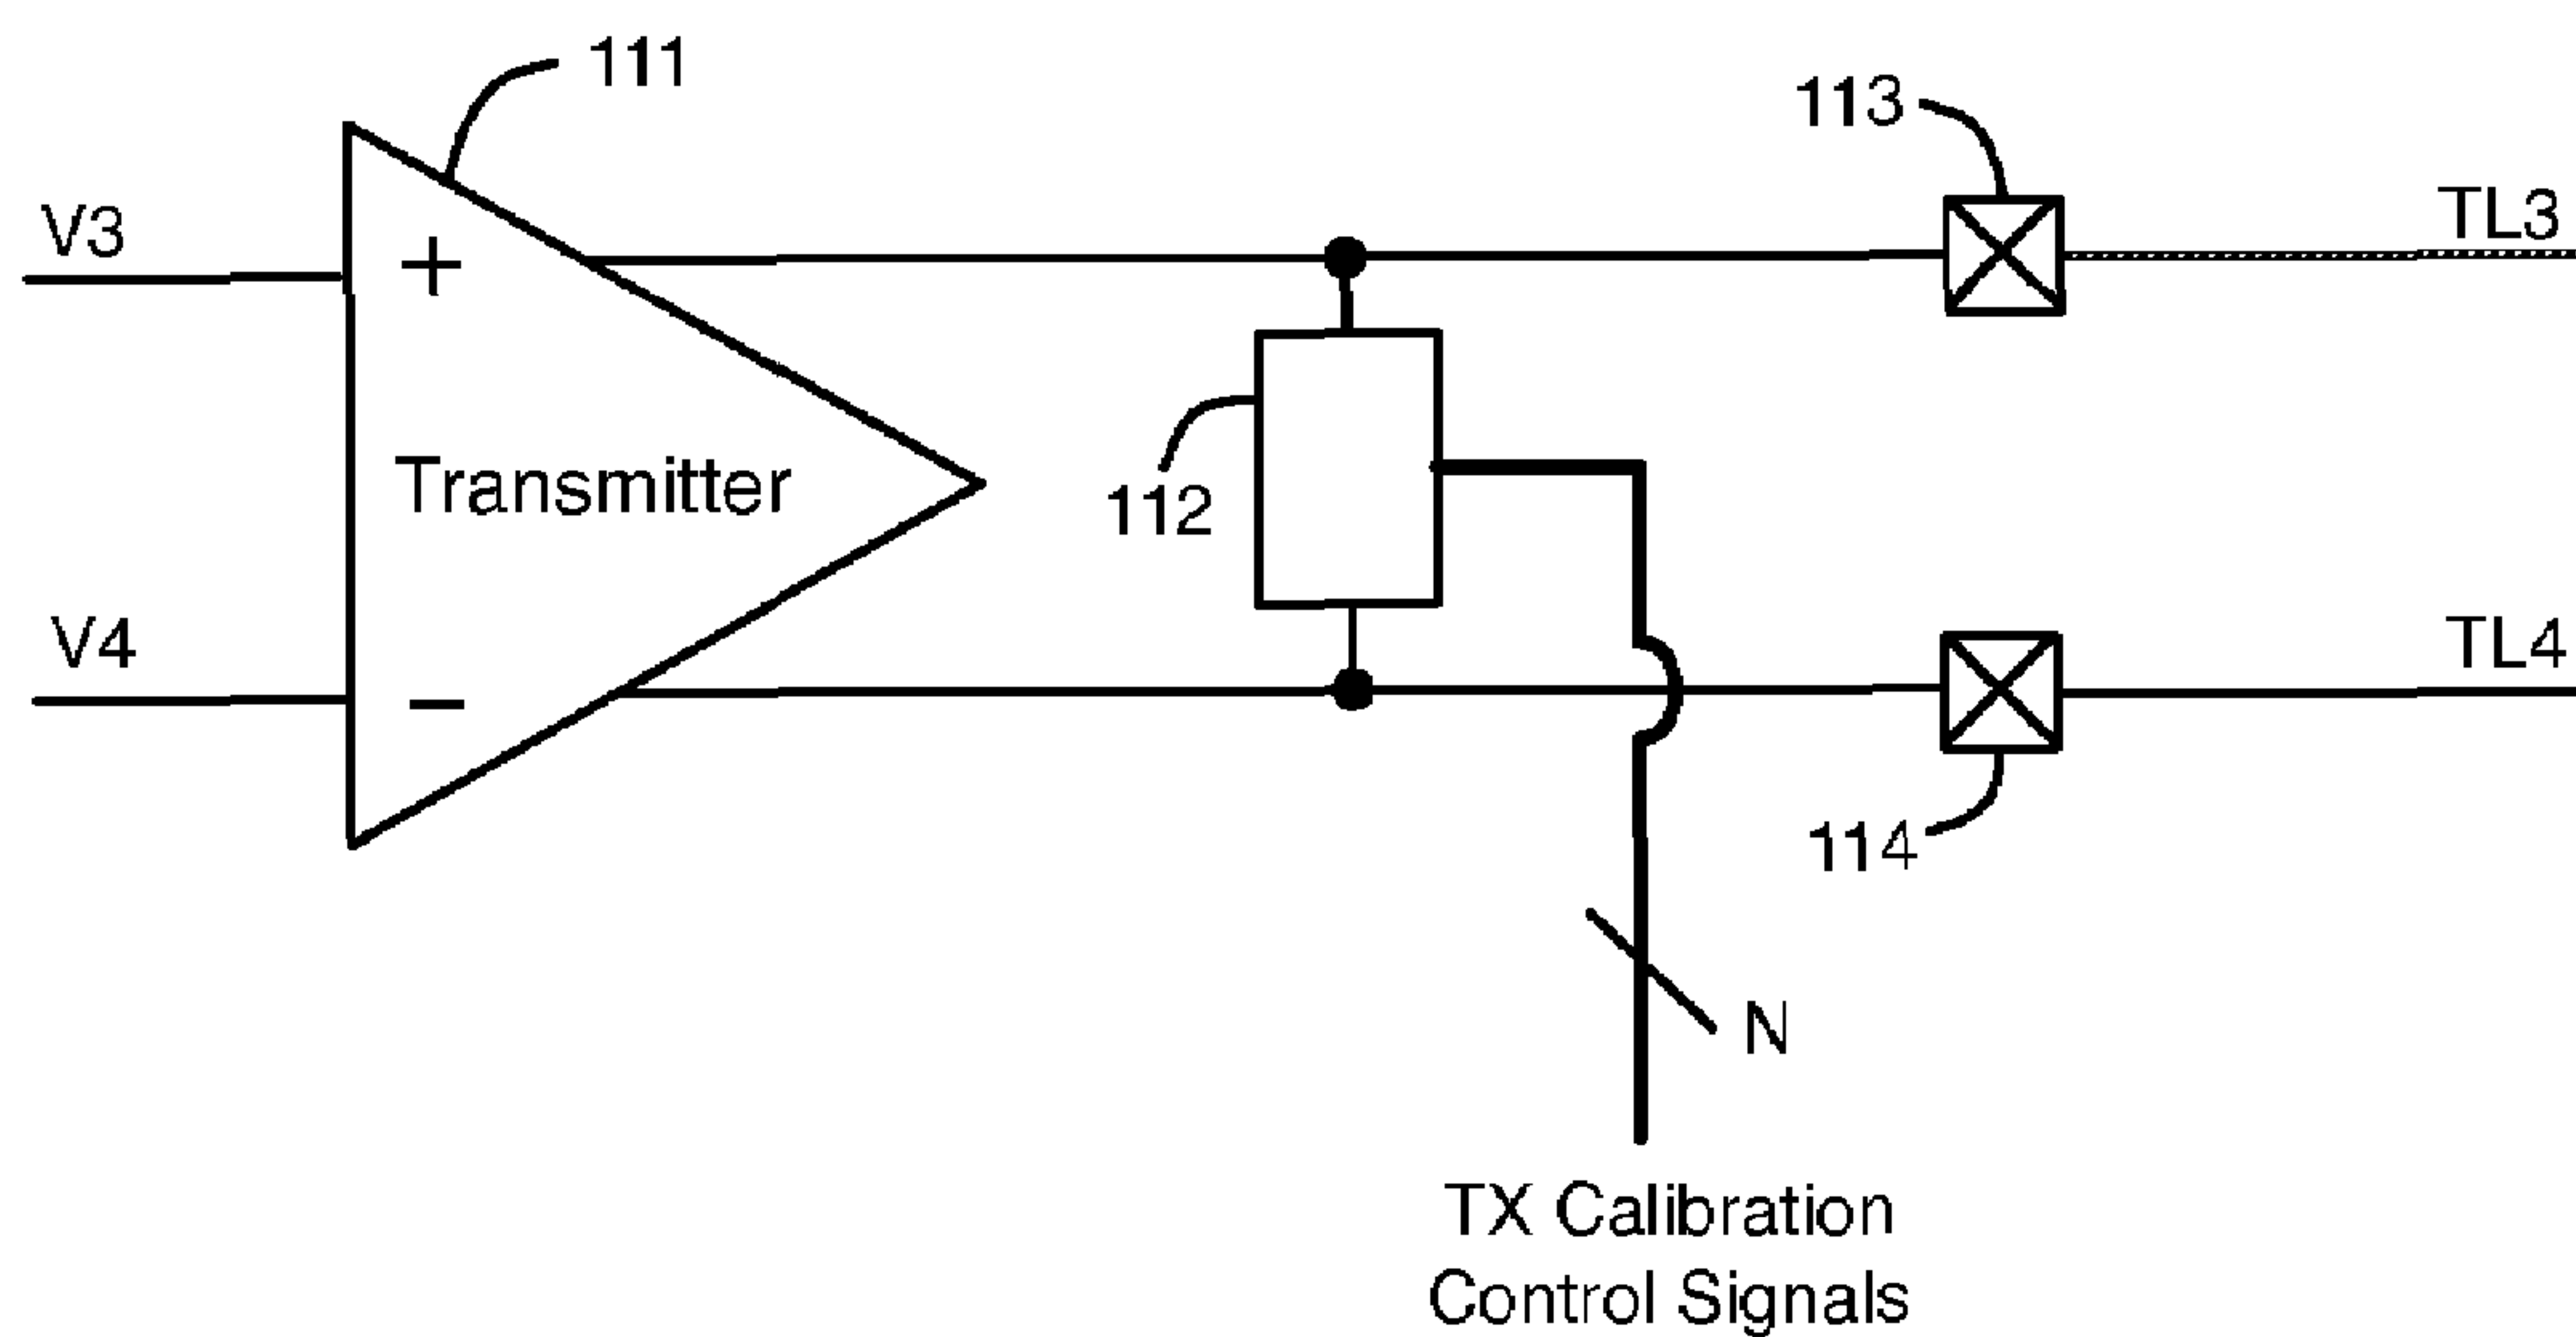 111
113
V3
+
TL3
Transmitter
112
V4
−
TL4
114
N
TX Calibration
Control Signals